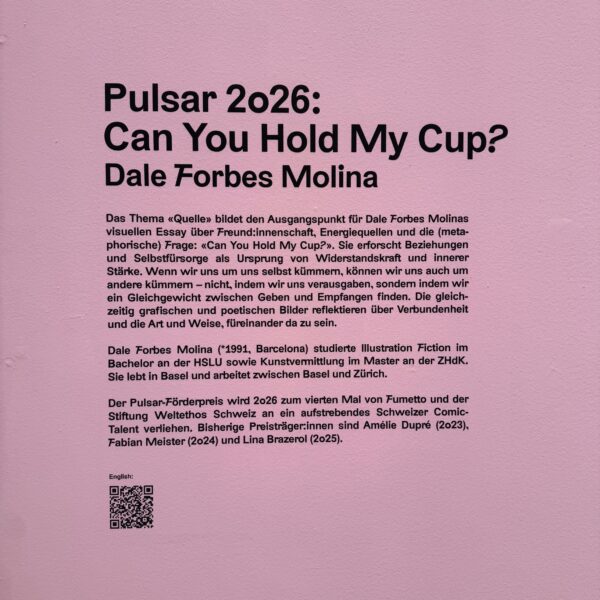 Pulsar 2o26:
Can You Hold My Cup?
Dale Forbes Molina
Das Thema «Quelle» bildet den Ausgangspunkt für Dale Forbes Molinas
visuellen Essay über Freund:innenschaft, Energiequellen und die (meta-
phorische) Frage: «Can You Hold My Cup?». Sie erforscht Beziehungen
und Selbstfürsorge als Ursprung von Widerstandskraft und innerer
Stärke. Wenn wir uns um uns selbst kümmern, können wir uns auch um
andere kümmern – nicht, indem wir uns verausgaben, sondern indem wir
ein Gleichgewicht zwischen Geben und Empfangen finden. Die gleich-
zeitig grafischen und poetischen Bilder reflektieren über Verbundenheit
und die Art und Weise, füreinander da zu sein.
Dale Forbes Molina (*1991, Barcelona) studierte Illustration Fiction im
Bachelor an der HSLU sowie Kunstvermittlung im Master an der ZHdK.
Sie lebt in Basel und arbeitet zwischen Basel und Zürich.
Der Pulsar-Förderpreis wird 2o26 zum vierten Mal von Fumetto und der
Stiftung Weltethos Schweiz an ein aufstrebendes Schweizer Comic-
Talent verliehen. Bisherige Preisträger:innen sind Amélie Dupré (2o23),
Fabian Meister (2o24) und Lina Brazerol (2o25).
English: